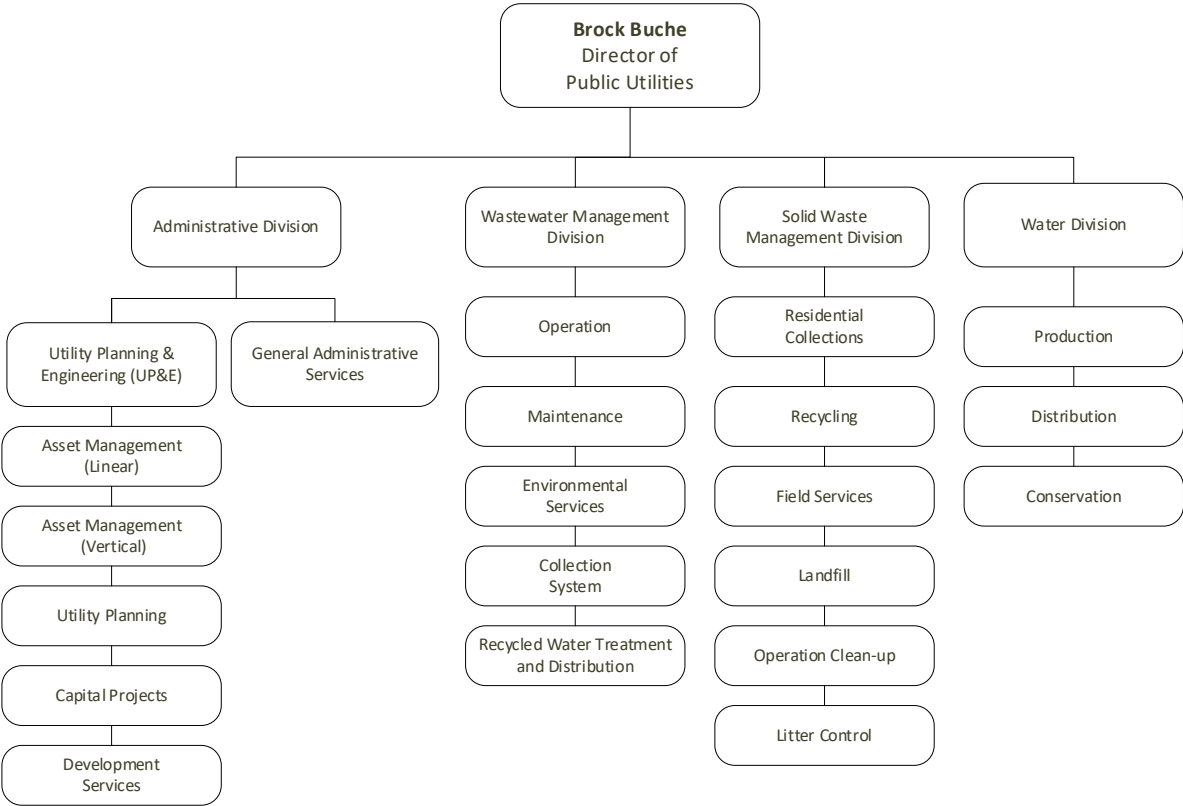 Brock Buche
Director of
Public Utilities
Administrative Division
Wastewater Management
Division
Solid Waste
Management Division
Water Division
Utility Planning &
Engineering (UP&E)
General Administrative
Services
Asset Management
(Linear)
Asset Management
(Vertical)
Utility Planning
Capital Projects
Development
Services
Operation
Maintenance
Environmental
Services
Collection
System
Recycled Water Treatment
and Distribution
Residential
Collections
Recycling
Field Services
Landfill
Operation Clean-up
Litter Control
Production
Distribution
Conservation